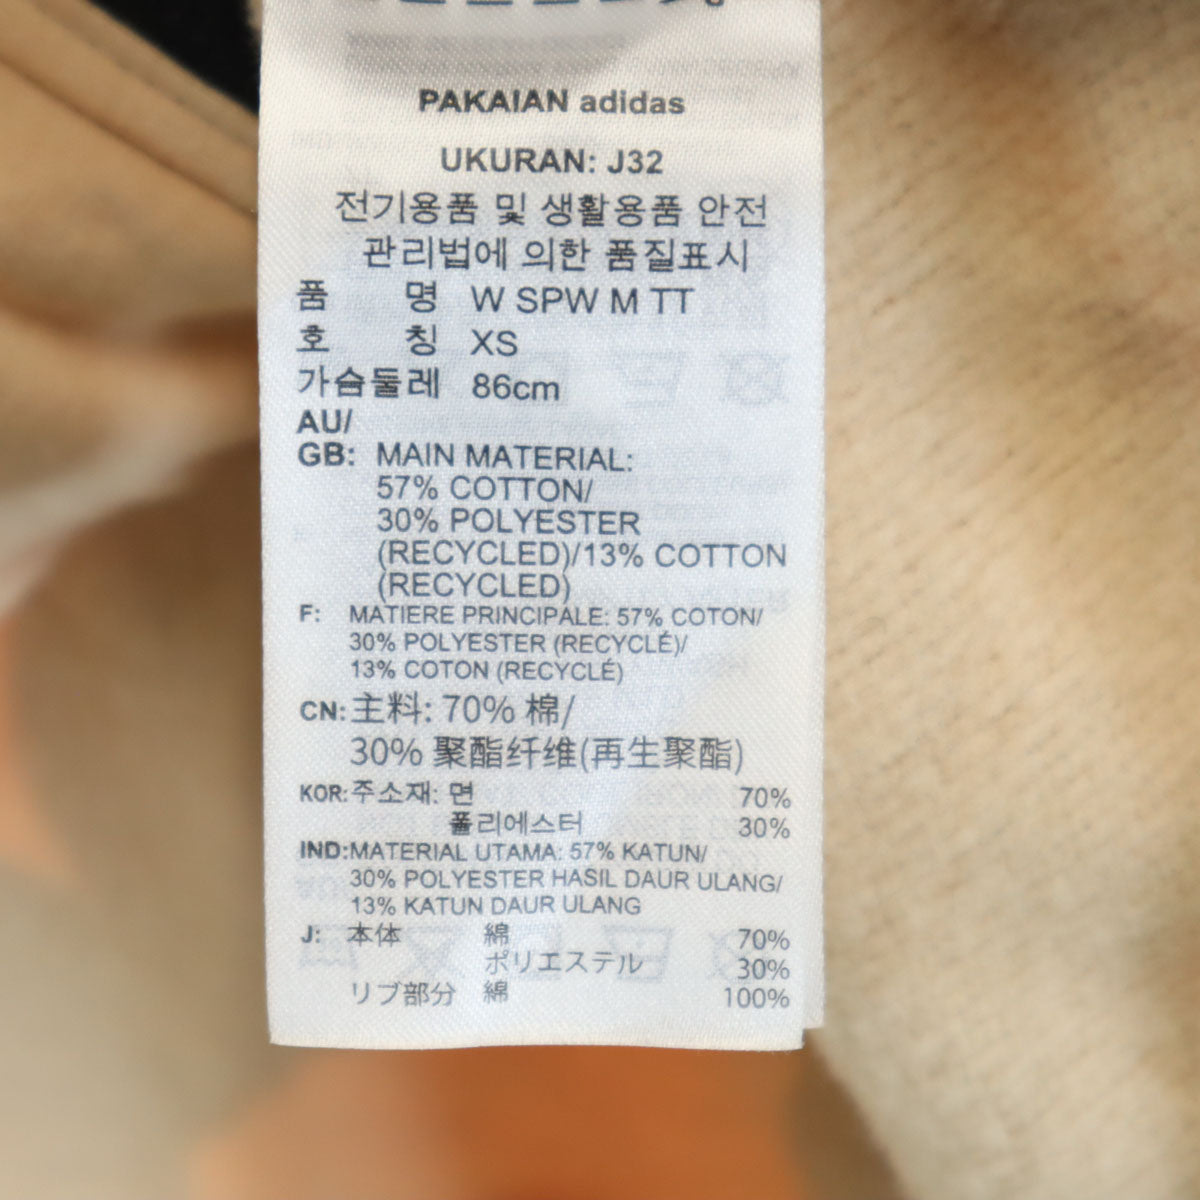 PAKAIAN adidas
UKURAN: J32
전기용품 및 생활용품 안전
관리법에 의한 품질표시
품 명 W SPW M TT
호 칭 XS
가슴둘레 86cm
AU/
GB: MAIN MATERIAL:
57% COTTON/
30% POLYESTER
(RECYCLED)/13% COTTON
(RECYCLED)
F: MATIERE PRINCIPALE: 57% COTON/
30% POLYESTER (RECYCLÉ)/
13% COTON (RECYCLÉ)
CN: 主料: 70% 棉/
30% 聚酯纤维(再生聚酯)
KOR: 주소재: 면 70%
폴리에스터 30%
IND: MATERIAL UTAMA: 57% KATUN/
30% POLYESTER HASIL DAUR ULANG/
13% KATUN DAUR ULANG
J: 本体 綿 70%
ポリエステル 30%
リブ部分 綿 100%